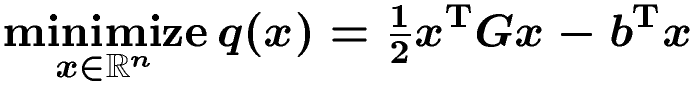 minimize q(x) = ½xᵀGx − bᵀx
x∈ℝⁿ